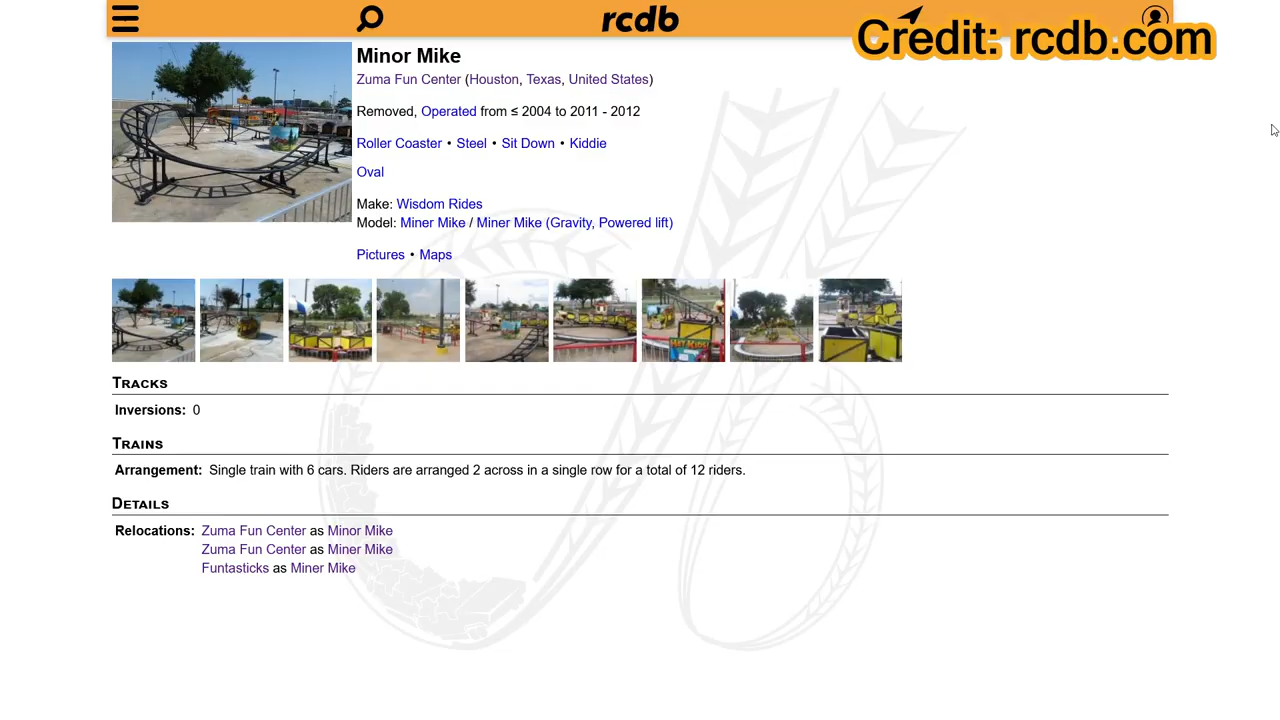 rcdb
Credit: rcdb.com
Minor Mike
Zuma Fun Center (Houston, Texas, United States)
Removed, Operated from ≤ 2004 to 2011 - 2012
Roller Coaster • Steel • Sit Down • Kiddie
Oval
Make: Wisdom Rides
Model: Miner Mike / Miner Mike (Gravity, Powered lift)
Pictures • Maps
Tracks
Inversions: 0
Trains
Arrangement: Single train with 6 cars. Riders are arranged 2 across in a single row for a total of 12 riders.
Details
Relocations: Zuma Fun Center as Minor Mike
Zuma Fun Center as Miner Mike
Funtasticks as Miner Mike